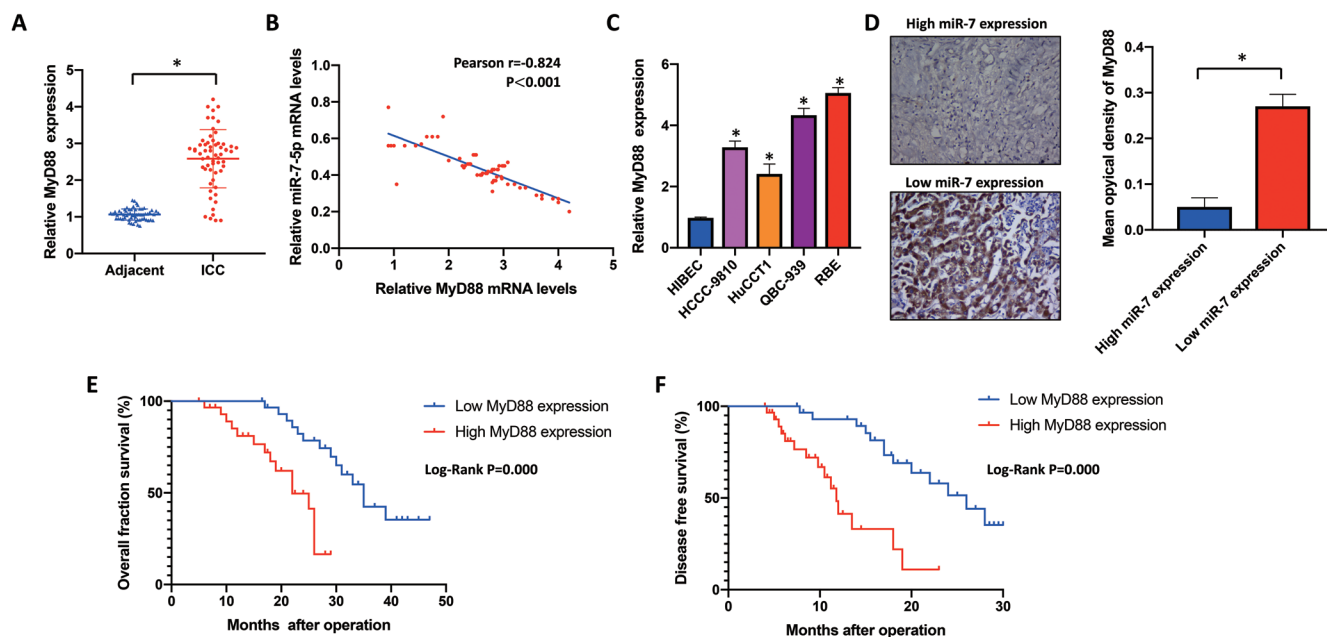 A
Relative MyD88 expression
5
4
3
2
1
0
*
Adjacent
ICC
B
Relative miR-7-5p mRNA levels
1.0
0.8
0.6
0.4
0.2
0.0
Pearson r=-0.824
P<0.001
0 1 2 3 4 5
Relative MyD88 mRNA levels
C
Relative MyD88 expression
6
4
2
0
*
*
*
*
HIBEC
HCCC-9810
HuCCT1
QBC-939
RBE
D
High miR-7 expression
Low miR-7 expression
Mean opyical density of MyD88
0.4
0.3
0.2
0.1
0.0
*
High miR-7 expression
Low miR-7 expression
E
Overall fraction survival (%)
100
50
0
Low MyD88 expression
High MyD88 expression
Log-Rank P=0.000
0 10 20 30 40 50
Months after operation
F
Disease free survival (%)
100
50
0
Low MyD88 expression
High MyD88 expression
Log-Rank P=0.000
0 10 20 30
Months after operation